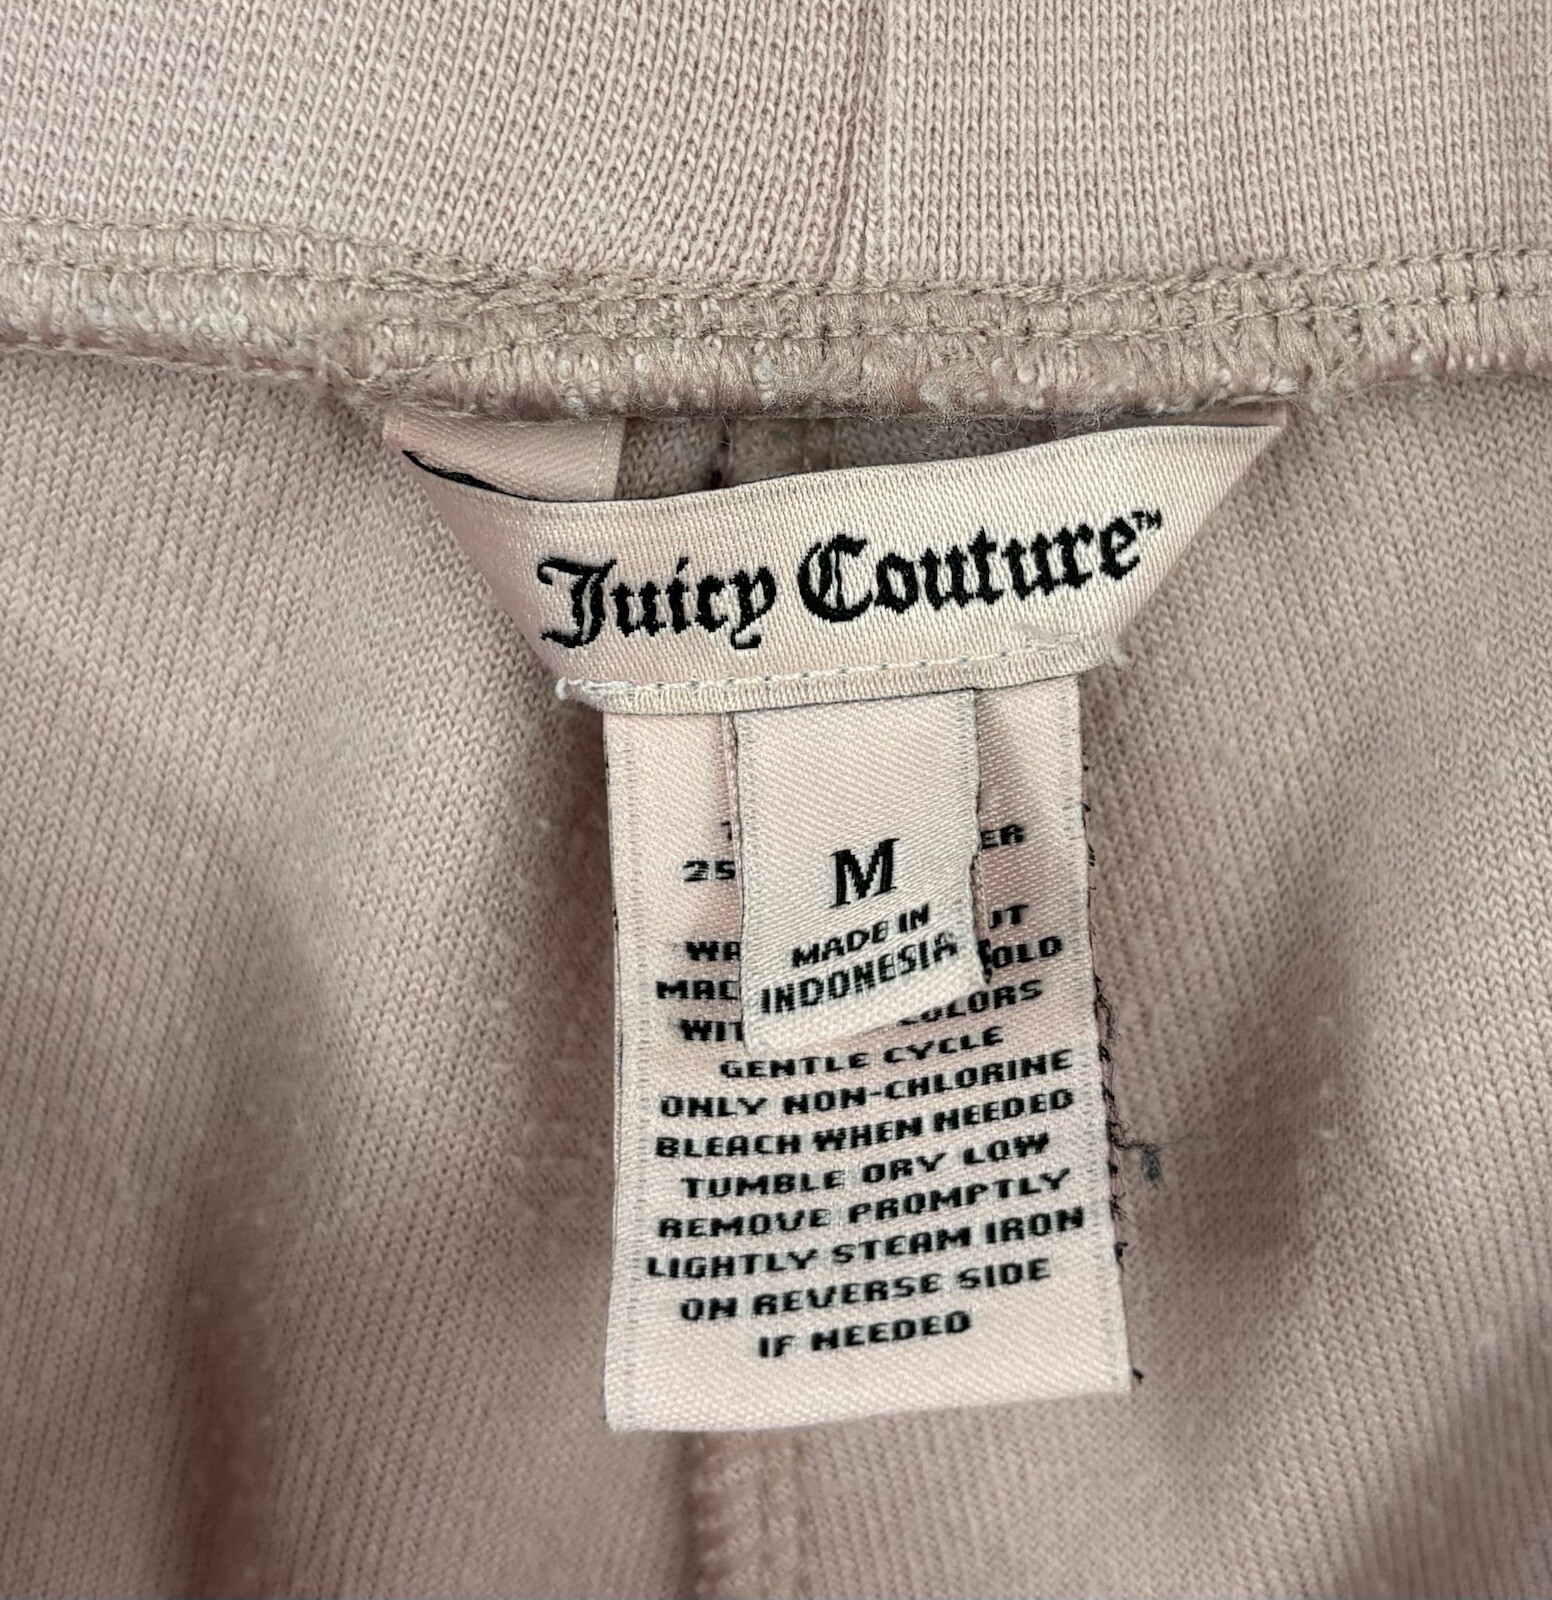 Juicy Couture™
M
MADE IN
INDONESIA
25
GENTLE CYCLE
ONLY NON-CHLORINE
BLEACH WHEN NEEDED
TUMBLE DRY LOW
REMOVE PROMPTLY
LIGHTLY STEAM IRON
ON REVERSE SIDE
IF NEEDED